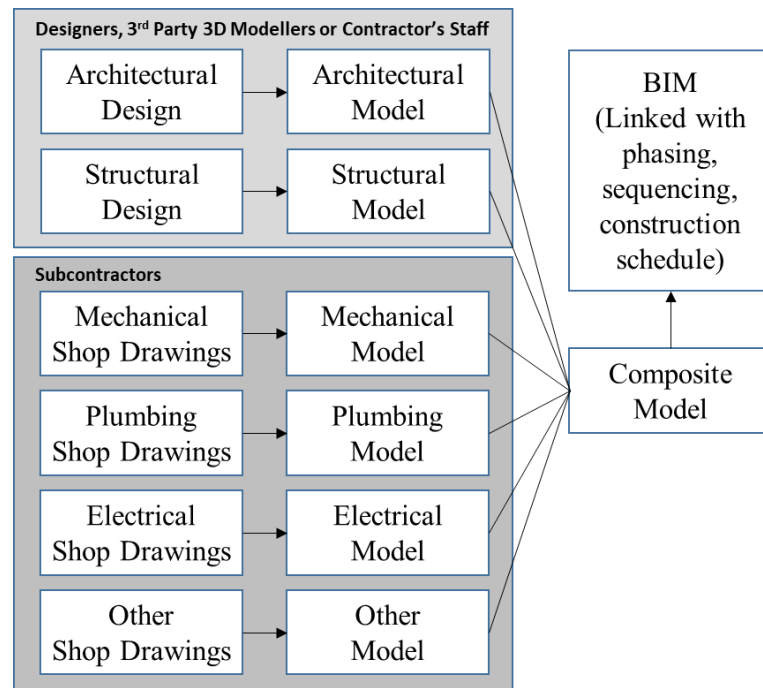 Designers, 3rd Party 3D Modellers or Contractor's Staff
Architectural
Design
Architectural
Model
Structural
Design
Structural
Model
Subcontractors
Mechanical
Shop Drawings
Mechanical
Model
Plumbing
Shop Drawings
Plumbing
Model
Electrical
Shop Drawings
Electrical
Model
Other
Shop Drawings
Other
Model
BIM
(Linked with
phasing,
sequencing,
construction
schedule)
Composite
Model